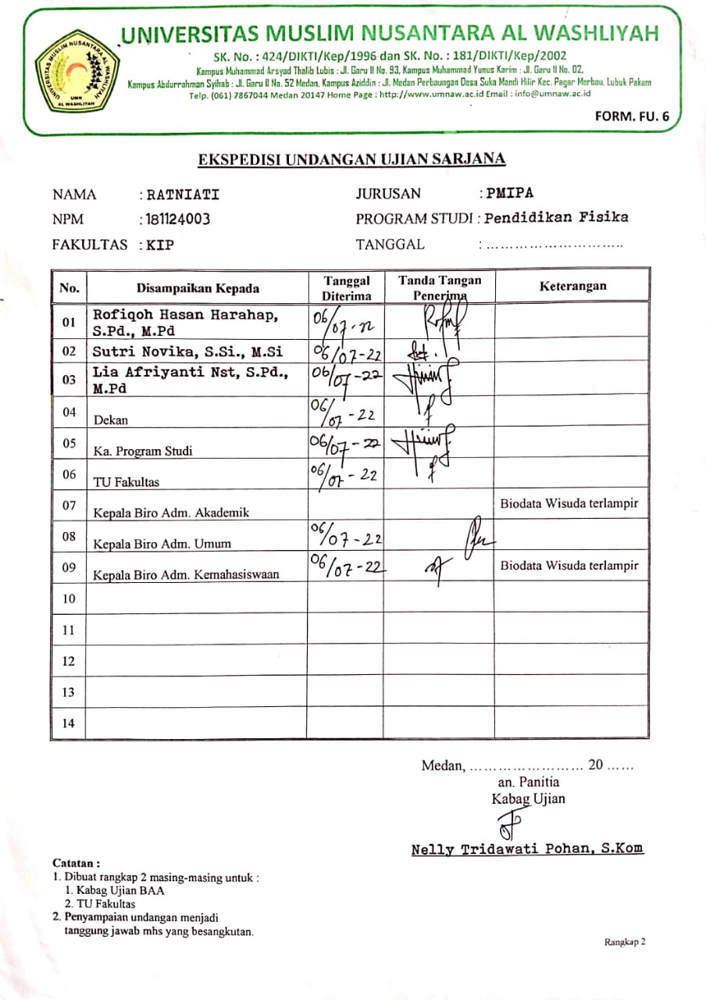 UNIVERSITAS MUSLIM NUSANTARA AL WASHLIYAH
SK. No. : 424/DIKTI/Kep/1996 dan SK. No. : 181/DIKTI/Kep/2002
Kampus Muhammad Arsyad Thalib Lubis : Jl. Garu II No. 93, Kampus Muhammad Yunus Karim : Jl. Garu II No. 02,
Kampus Abdurrahman Syihab : Jl. Garu II No. 52 Medan, Kampus Aziddin : Jl. Medan Perbaungan Desa Suka Mandi Hilir Kec. Pagar Merbau, Lubuk Pakam
Telp. (061) 7867044 Medan 20147 Home Page : http://www.umnaw.ac.id Email : info@umnaw.ac.id
UNIVERSITAS MUSLIM NUSANTARA AL WASHLIYAH
UMN
AL WASHLIYAH
FORM. FU. 6
EKSPEDISI UNDANGAN UJIAN SARJANA
NAMA : RATNIATI JURUSAN : PMIPA
NPM : 181124003 PROGRAM STUDI : Pendidikan Fisika
FAKULTAS : KIP TANGGAL : ...............................
No. Disampaikan Kepada Tanggal Diterima Tanda Tangan Penerima Keterangan
01 Rofiqoh Hasan Harahap, S.Pd., M.Pd 06/07-22
02 Sutri Novika, S.Si., M.Si 06/07-22
03 Lia Afriyanti Nst, S.Pd., M.Pd 06/07-22
04 Dekan 06/07-22
05 Ka. Program Studi 06/07-22
06 TU Fakultas 06/07-22
07 Kepala Biro Adm. Akademik Biodata Wisuda terlampir
08 Kepala Biro Adm. Umum 06/07-22
09 Kepala Biro Adm. Kemahasiswaan 06/07-22 Biodata Wisuda terlampir
10
11
12
13
14
Medan, ........................ 20 ......
an. Panitia
Kabag Ujian
Nelly Tridawati Pohan, S.Kom
Catatan :
1. Dibuat rangkap 2 masing-masing untuk :
1. Kabag Ujian BAA
2. TU Fakultas
2. Penyampaian undangan menjadi
tanggung jawab mhs yang besangkutan.
Rangkap 2